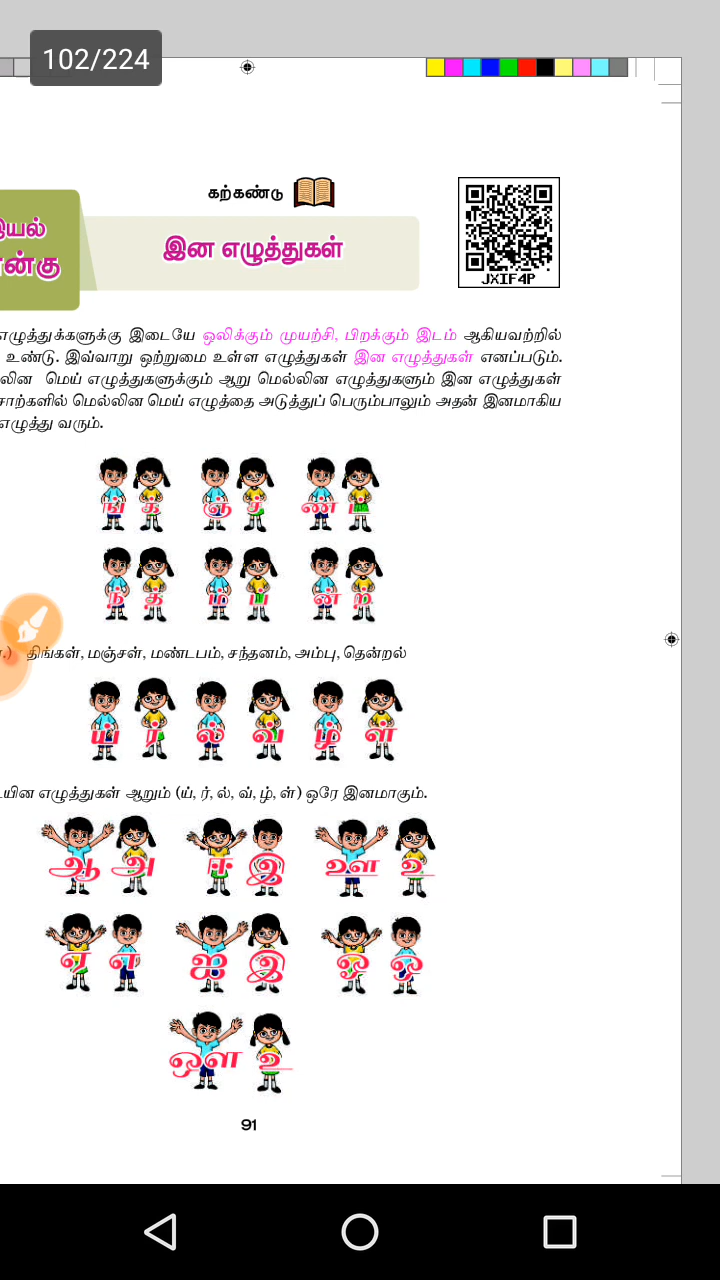 102/224
கற்கண்டு
இயல்
இன எழுத்துகள்
JXIF4P
எழுத்துக்களுக்கு இடையே ஒலிக்கும் முயற்சி, பிறக்கும் இடம் ஆகியவற்றில்
உண்டு. இவ்வாறு ஒற்றுமை உள்ள எழுத்துகள் இன எழுத்துகள் எனப்படும்.
லின மெய் எழுத்துகளுக்கும் ஆறு மெல்லின எழுத்துகளும் இன எழுத்துகள்
சொற்களில் மெல்லின மெய் எழுத்தை அடுத்துப் பெரும்பாலும் அதன் இனமாகிய
எழுத்து வரும்.
ங் க் ஞ் ச் ண் ட்
ந் த் ம் ப் ன் ற்
திங்கள், மஞ்சள், மண்டபம், சந்தனம், அம்பு, தென்றல்
ய் ர் ல் வ் ழ் ள்
யின எழுத்துகள் ஆறும் (ய், ர், ல், வ், ழ், ள்) ஒரே இனமாகும்.
ஆ அ ஈ இ ஊ உ
ஏ எ ஐ இ ஓ ஒ
ஔ உ
91